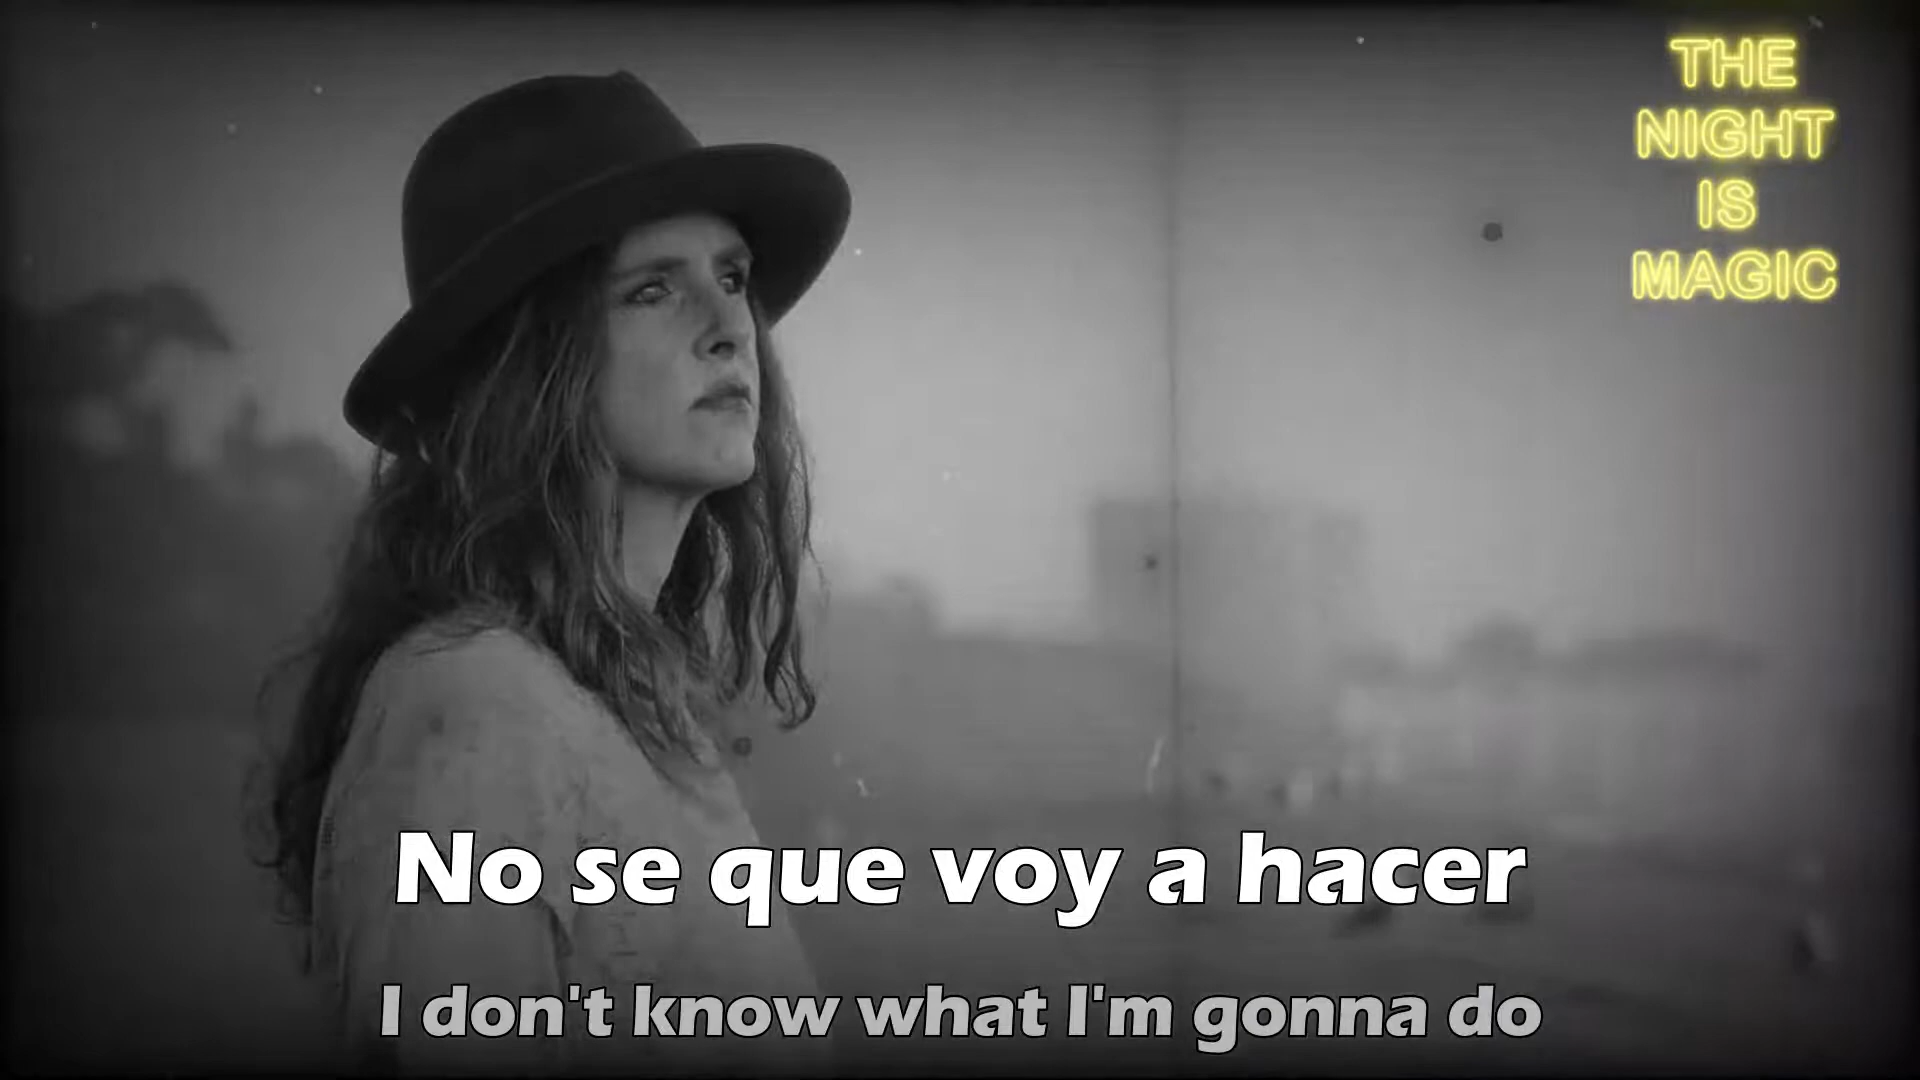 THE
NIGHT
IS
MAGIC
No se que voy a hacer
I don't know what I'm gonna do